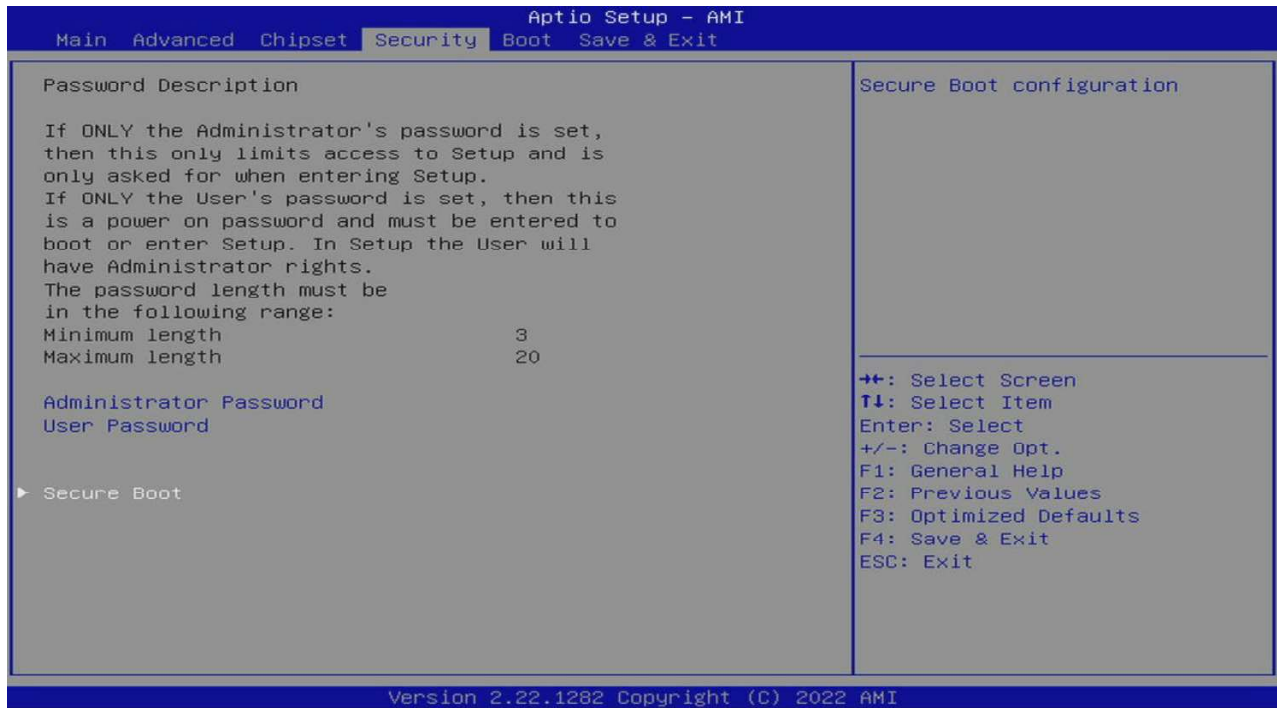 Aptio Setup – AMI
Main Advanced Chipset Security Boot Save & Exit
Password Description
If ONLY the Administrator's password is set,
then this only limits access to Setup and is
only asked for when entering Setup.
If ONLY the User's password is set, then this
is a power on password and must be entered to
boot or enter Setup. In Setup the User will
have Administrator rights.
The password length must be
in the following range:
Minimum length 3
Maximum length 20
Administrator Password
User Password
► Secure Boot
Secure Boot configuration
→←: Select Screen
↑↓: Select Item
Enter: Select
+/-: Change Opt.
F1: General Help
F2: Previous Values
F3: Optimized Defaults
F4: Save & Exit
ESC: Exit
Version 2.22.1282 Copyright (C) 2022 AMI